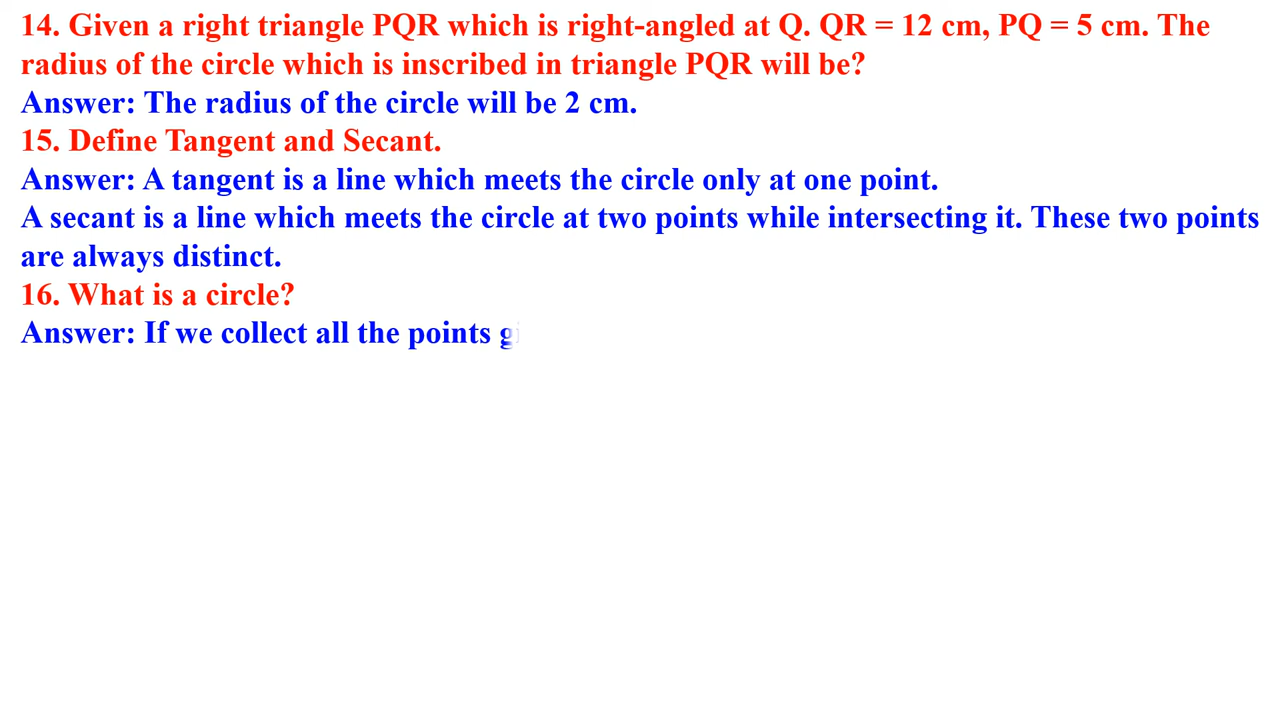 14. Given a right triangle PQR which is right-angled at Q. QR = 12 cm, PQ = 5 cm. The
radius of the circle which is inscribed in triangle PQR will be?
Answer: The radius of the circle will be 2 cm.
15. Define Tangent and Secant.
Answer: A tangent is a line which meets the circle only at one point.
A secant is a line which meets the circle at two points while intersecting it. These two points
are always distinct.
16. What is a circle?
Answer: If we collect all the points